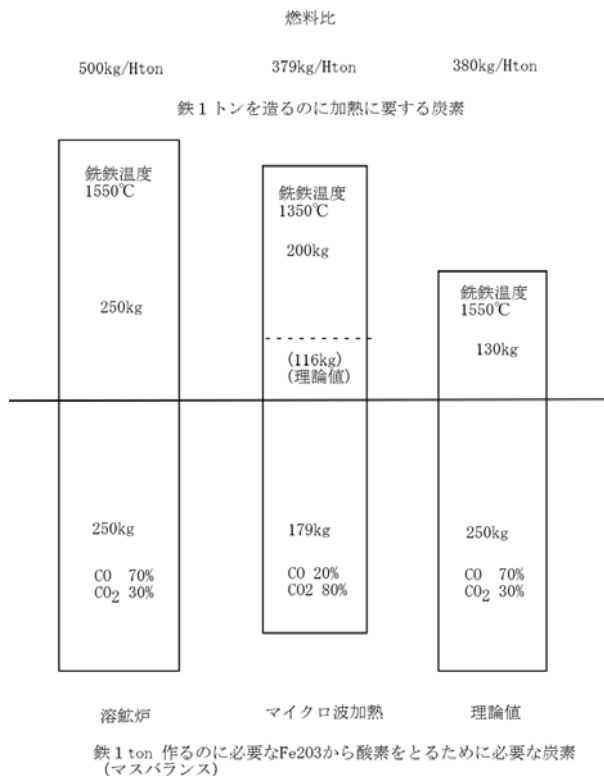 燃料比
500kg/Hton 379kg/Hton 380kg/Hton
鉄１トンを造るのに加熱に要する炭素
銑鉄温度
1550℃
250kg
銑鉄温度
1350℃
200kg
(116kg)
(理論値)
銑鉄温度
1550℃
130kg
250kg
CO 70%
CO2 30%
179kg
CO 20%
CO2 80%
250kg
CO 70%
CO2 30%
溶鉱炉 マイクロ波加熱 理論値
鉄１ton 作るのに必要なFe203から酸素をとるために必要な炭素
（マスバランス）